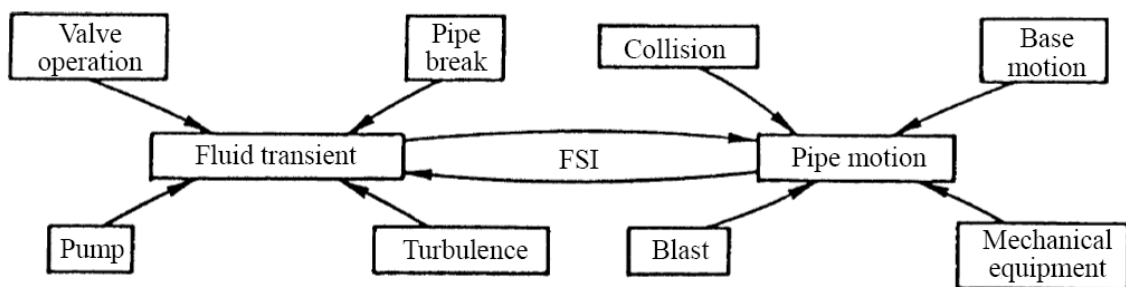 Valve
operation
Pipe
break
Collision
Base
motion
Fluid transient
FSI
Pipe motion
Pump
Turbulence
Blast
Mechanical
equipment